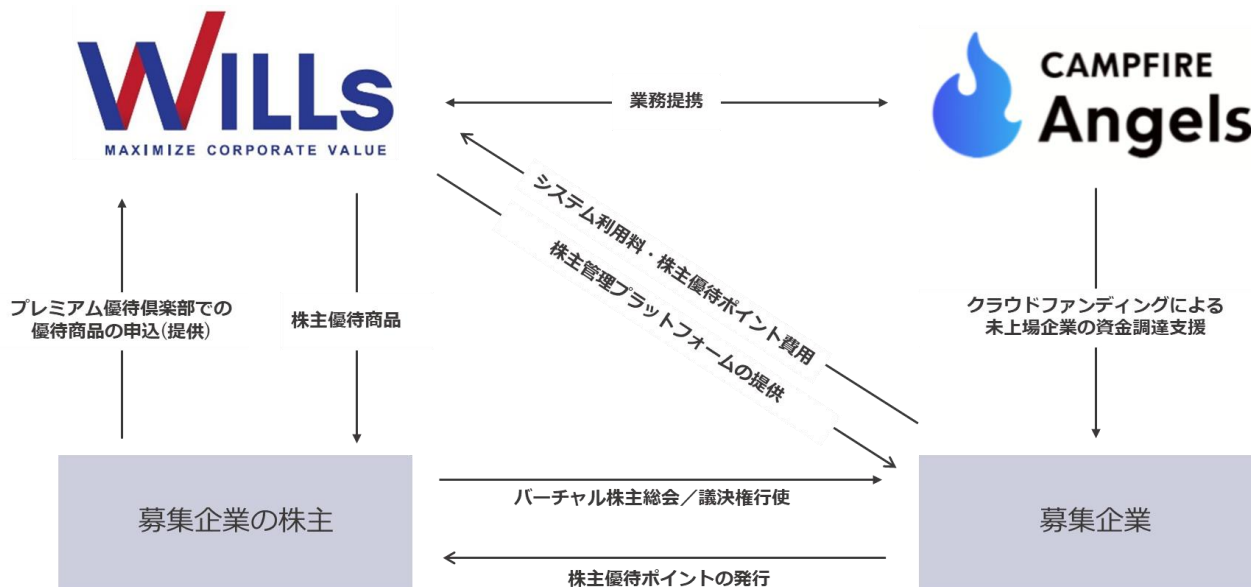 WILLs
MAXIMIZE CORPORATE VALUE
業務提携
CAMPFIRE
Angels
システム利用料・株主優待ポイント費用
株主管理プラットフォームの提供
プレミアム優待倶楽部での
優待商品の申込(提供)
株主優待商品
クラウドファンディングによる
未上場企業の資金調達支援
募集企業の株主
バーチャル株主総会／議決権行使
募集企業
株主優待ポイントの発行